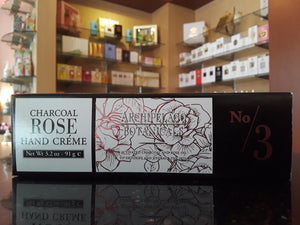 CHARCOAL
ROSE
HAND CRÈME
Net Wt 3.2 oz - 91 g ℮
ARCHIPELAGO
BOTANICALS
No
/3